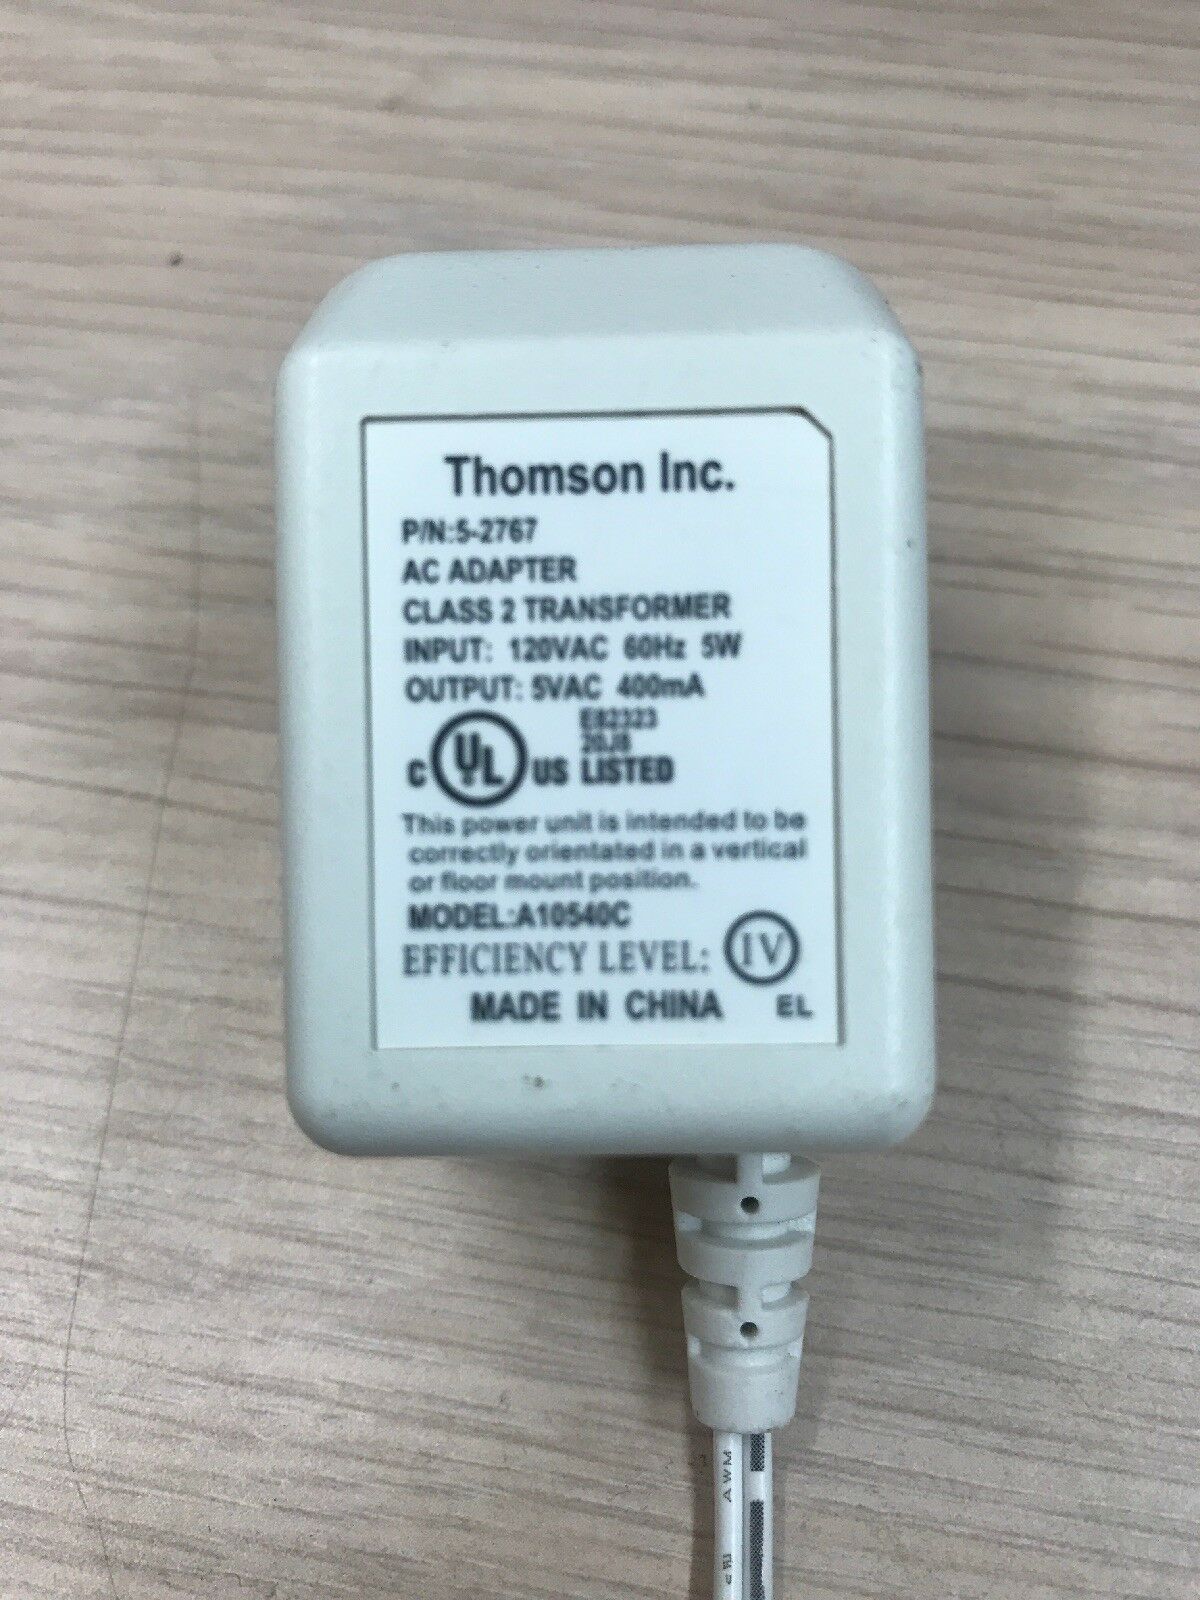 Thomson Inc.
P/N:5-2767
AC ADAPTER
CLASS 2 TRANSFORMER
INPUT: 120VAC 60Hz 5W
OUTPUT: 5VAC 400mA
E82323
20J8
C UL US LISTED
This power unit is intended to be
correctly orientated in a vertical
or floor mount position.
MODEL:A10540C
EFFICIENCY LEVEL: IV
MADE IN CHINA EL
AWM